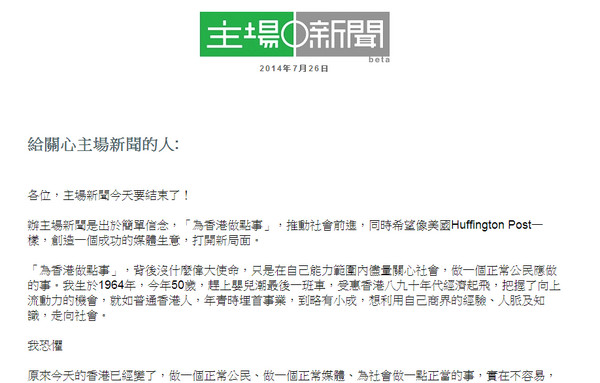 主場新聞
beta
2014年7月26日
給關心主場新聞的人:
各位，主場新聞今天要結束了！
辦主場新聞是出於簡單信念，「為香港做點事」，推動社會前進，同時希望像美國Huffington Post一
樣，創造一個成功的媒體生意，打開新局面。
「為香港做點事」，背後沒什麼偉大使命，只是在自己能力範圍內儘量關心社會，做一個正常公民應做
的事。我生於1964年，今年50歲，趕上嬰兒潮最後一班車，受惠香港八九十年代經濟起飛，把握了向上
流動力的機會，就如普通香港人，年青時埋首事業，到略有小成，想利用自己商界的經驗、人脈及知
識，走向社會。
我恐懼
原來今天的香港已經變了，做一個正常公民、做一個正常媒體、為社會做一點正當的事，實在不容易，